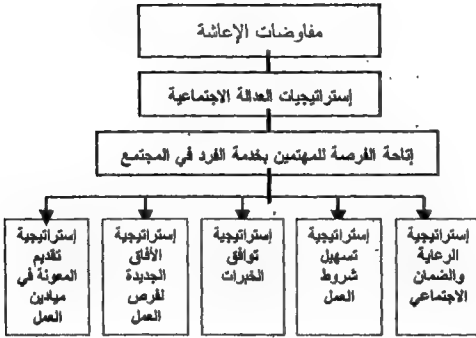 مفاوضات الإعاشة
إستراتيجيات العدالة الاجتماعية
إتاحة الفرصة للمهتمين بخدمة الفرد في المجتمع
إستراتيجية
الرعاية
والضمان
الاجتماعي
إستراتيجية
تسهيل
شروط
العمل
إستراتيجية
توافق
الخبرات
إستراتيجية
الآفاق
الجديدة
لفرص
العمل
إستراتيجية
تقديم
المعونة في
ميادين
العمل